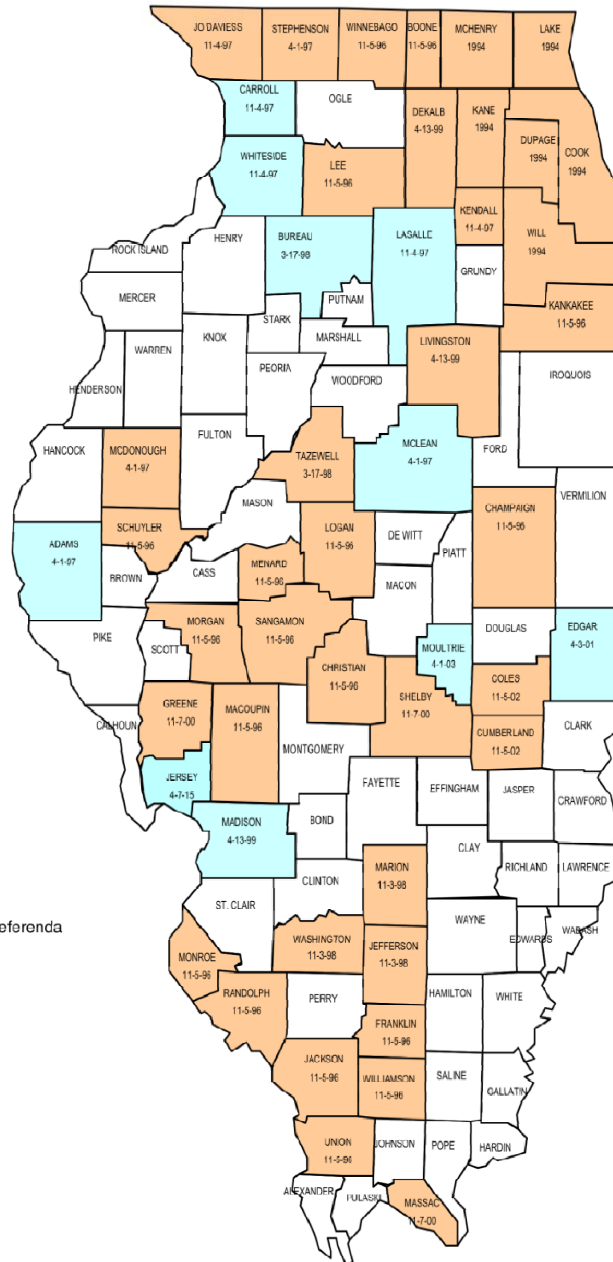 JO DAVIESS
11-4-97
STEPHENSON
4-1-97
WINNEBAGO
11-5-96
BOONE
11-5-96
MCHENRY
1994
LAKE
1994
CARROLL
11-4-97
OGLE
DEKALB
4-13-99
KANE
1994
DUPAGE
1994
COOK
1994
WHITESIDE
11-4-97
LEE
11-5-96
KENDALL
11-4-97
WILL
1994
ROCK ISLAND
HENRY
BUREAU
3-17-98
LASALLE
11-4-97
GRUNDY
MERCER
PUTNAM
KANKAKEE
11-5-96
STARK
KNOX
MARSHALL
LIVINGSTON
4-13-99
WARREN
PEORIA
IROQUOIS
HENDERSON
WOODFORD
HANCOCK
MCDONOUGH
4-1-97
FULTON
TAZEWELL
3-17-98
MCLEAN
4-1-97
FORD
MASON
VERMILION
SCHUYLER
11-5-96
LOGAN
11-5-96
CHAMPAIGN
11-5-96
DE WITT
ADAMS
4-1-97
PIATT
BROWN
CASS
MENARD
11-5-96
MACON
PIKE
MORGAN
11-5-96
SANGAMON
11-5-96
DOUGLAS
EDGAR
4-3-01
SCOTT
MOULTRIE
4-1-03
CHRISTIAN
11-5-96
COLES
11-5-02
GREENE
11-7-00
MACOUPIN
11-5-96
SHELBY
11-7-00
CALHOUN
CLARK
CUMBERLAND
11-5-02
MONTGOMERY
JERSEY
4-7-15
FAYETTE
EFFINGHAM
JASPER
CRAWFORD
MADISON
4-13-99
BOND
CLAY
RICHLAND
LAWRENCE
MARION
11-3-98
CLINTON
ST. CLAIR
WAYNE
EDWARDS
WABASH
eferenda
WASHINGTON
11-3-98
JEFFERSON
11-3-98
MONROE
11-5-96
RANDOLPH
11-5-96
PERRY
HAMILTON
WHITE
FRANKLIN
11-5-96
JACKSON
11-5-96
WILLIAMSON
11-5-96
SALINE
GALLATIN
UNION
11-5-96
JOHNSON
POPE
HARDIN
ALEXANDER
PULASKI
MASSAC
11-7-00